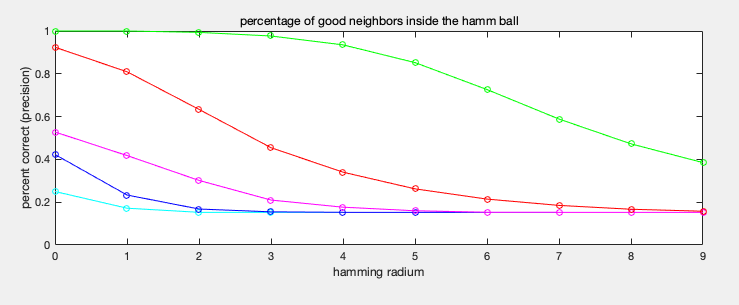 percentage of good neighbors inside the hamm ball
percent correct (precision)
1
0.8
0.6
0.4
0.2
0
0 1 2 3 4 5 6 7 8 9
hamming radium